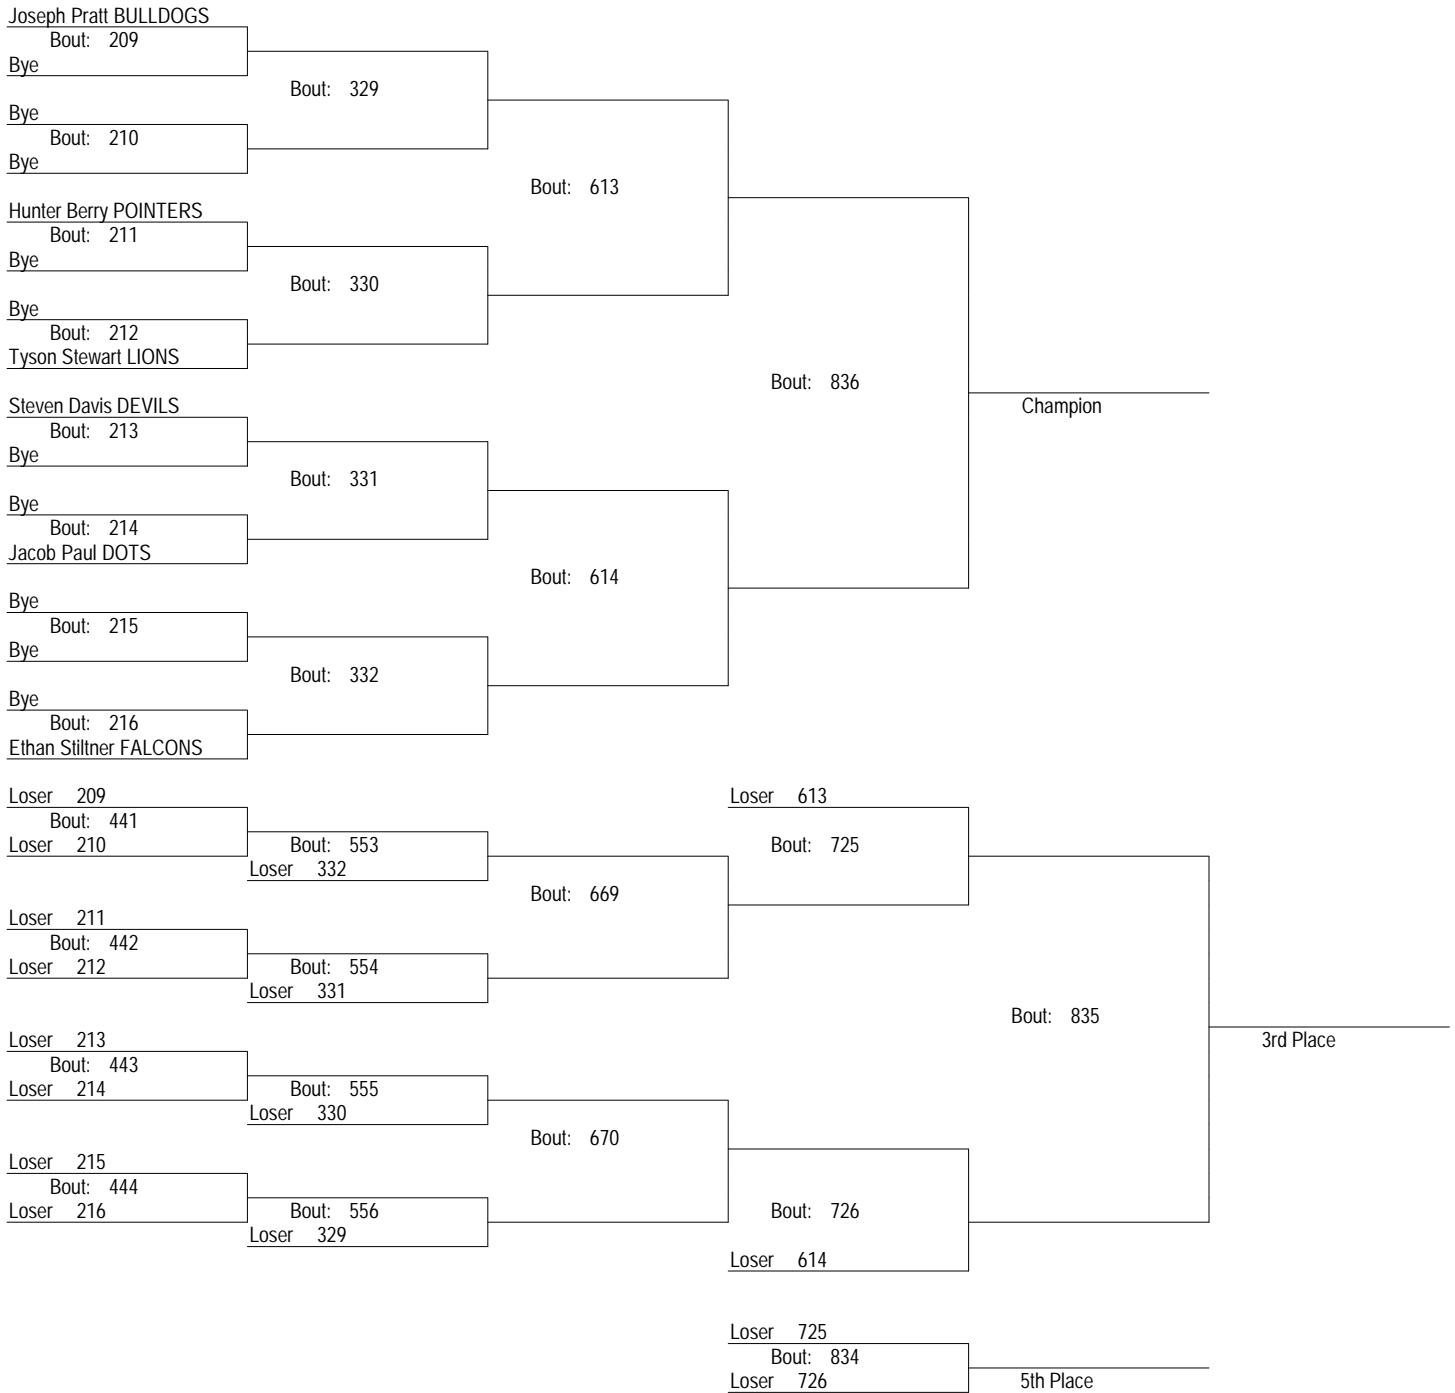 Joseph Pratt BULLDOGS
Bout: 209
Bye
Bout: 329
Bye
Bout: 210
Bye
Bout: 613
Hunter Berry POINTERS
Bout: 211
Bye
Bout: 330
Bye
Bout: 212
Tyson Stewart LIONS
Bout: 836
Champion
Steven Davis DEVILS
Bout: 213
Bye
Bout: 331
Bye
Bout: 214
Jacob Paul DOTS
Bout: 614
Bye
Bout: 215
Bye
Bout: 332
Bye
Bout: 216
Ethan Stiltner FALCONS
Loser 209
Bout: 441
Loser 210
Bout: 553
Loser 332
Bout: 669
Loser 613
Bout: 725
Loser 211
Bout: 442
Loser 212
Bout: 554
Loser 331
Bout: 835
3rd Place
Loser 213
Bout: 443
Loser 214
Bout: 555
Loser 330
Bout: 670
Loser 215
Bout: 444
Loser 216
Bout: 556
Loser 329
Bout: 726
Loser 614
Loser 725
Bout: 834
Loser 726
5th Place